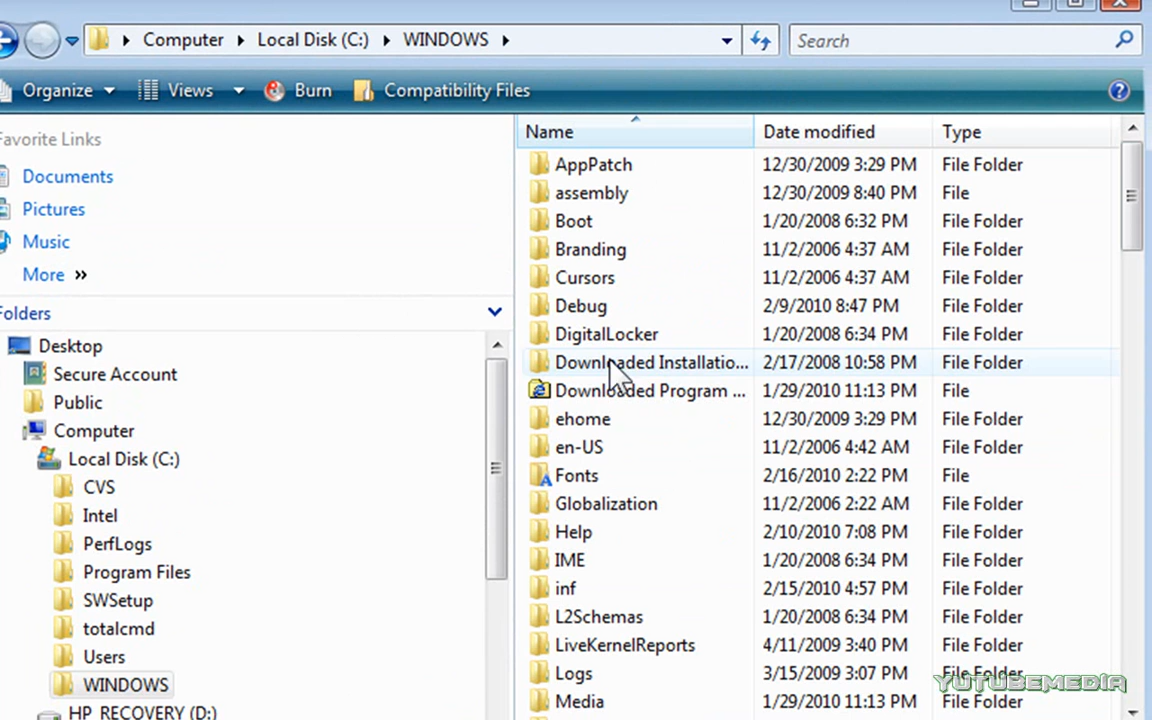 Computer Local Disk (C:) WINDOWS Search
Organize Views Burn Compatibility Files
Favorite Links
Documents
Pictures
Music
More »
Folders
Desktop
Secure Account
Public
Computer
Local Disk (C:)
CVS
Intel
PerfLogs
Program Files
SWSetup
totalcmd
Users
WINDOWS
HP_RECOVERY (D:)
Name Date modified Type
AppPatch 12/30/2009 3:29 PM File Folder
assembly 12/30/2009 8:40 PM File
Boot 1/20/2008 6:32 PM File Folder
Branding 11/2/2006 4:37 AM File Folder
Cursors 11/2/2006 4:37 AM File Folder
Debug 2/9/2010 8:47 PM File Folder
DigitalLocker 1/20/2008 6:34 PM File Folder
Downloaded Installatio... 2/17/2008 10:58 PM File Folder
Downloaded Program ... 1/29/2010 11:13 PM File
ehome 12/30/2009 3:29 PM File Folder
en-US 11/2/2006 4:42 AM File Folder
Fonts 2/16/2010 2:22 PM File
Globalization 11/2/2006 2:22 AM File Folder
Help 2/10/2010 7:08 PM File Folder
IME 1/20/2008 6:34 PM File Folder
inf 2/15/2010 4:57 PM File Folder
L2Schemas 1/20/2008 6:34 PM File Folder
LiveKernelReports 4/11/2009 3:40 PM File Folder
Logs 3/15/2009 3:07 PM File Folder
Media 1/29/2010 11:13 PM File Folder
YUTUBEMEDİA